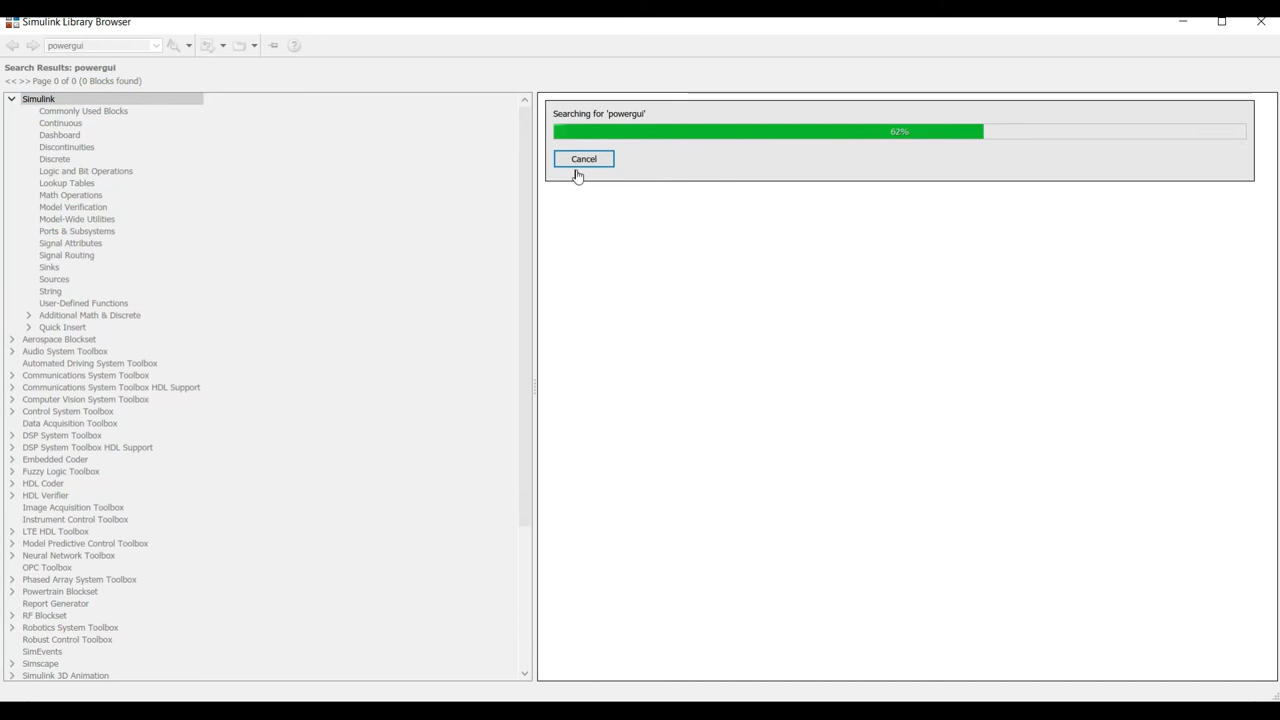 Simulink Library Browser
powergui
Search Results: powergui
<< >> Page 0 of 0 (0 Blocks found)
Simulink
Commonly Used Blocks
Continuous
Dashboard
Discontinuities
Discrete
Logic and Bit Operations
Lookup Tables
Math Operations
Model Verification
Model-Wide Utilities
Ports & Subsystems
Signal Attributes
Signal Routing
Sinks
Sources
String
User-Defined Functions
Additional Math & Discrete
Quick Insert
Aerospace Blockset
Audio System Toolbox
Automated Driving System Toolbox
Communications System Toolbox
Communications System Toolbox HDL Support
Computer Vision System Toolbox
Control System Toolbox
Data Acquisition Toolbox
DSP System Toolbox
DSP System Toolbox HDL Support
Embedded Coder
Fuzzy Logic Toolbox
HDL Coder
HDL Verifier
Image Acquisition Toolbox
Instrument Control Toolbox
LTE HDL Toolbox
Model Predictive Control Toolbox
Neural Network Toolbox
OPC Toolbox
Phased Array System Toolbox
Powertrain Blockset
Report Generator
RF Blockset
Robotics System Toolbox
Robust Control Toolbox
SimEvents
Simscape
Simulink 3D Animation
Searching for 'powergui'
62%
Cancel